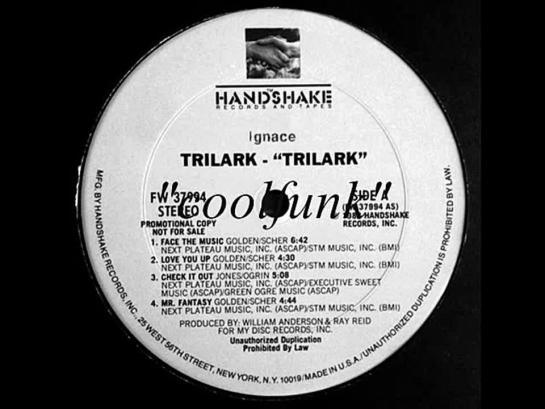 HANDSHAKE
RECORDS AND TAPES
Ignace
TRILARK - "TRILARK"
FW 37994
STEREO
PROMOTIONAL COPY
NOT FOR SALE
SIDE A
AS)
HANDSHAKE
RECORDS, INC.
"Coolfunk"
1. FACE THE MUSIC GOLDEN/SCHER 6:42
NEXT PLATEAU MUSIC, INC. (ASCAP)/STM MUSIC, INC. (BMI)
2. LOVE YOU UP GOLDEN/SCHER 4:30
NEXT PLATEAU MUSIC, INC. (ASCAP)/STM MUSIC, INC. (BMI)
3. CHECK IT OUT JONES/OGRIN 5:08
NEXT PLATEAU MUSIC, INC. (ASCAP)/EXECUTIVE SWEET
MUSIC (ASCAP)/GREEN OGRE MUSIC (ASCAP)
4. MR. FANTASY GOLDEN/SCHER 4:44
NEXT PLATEAU MUSIC, INC. (ASCAP)/STM MUSIC, INC. (BMI)
PRODUCED BY: WILLIAM ANDERSON & RAY REID
FOR MY DISC RECORDS, INC.
Unauthorized Duplication
Prohibited By Law
MFG. BY HANDSHAKE RECORDS, INC., 25 WEST 56TH STREET, NEW YORK, N.Y. 10019/MADE IN U.S.A./UNAUTHORIZED DUPLICATION IS PROHIBITED BY LAW.